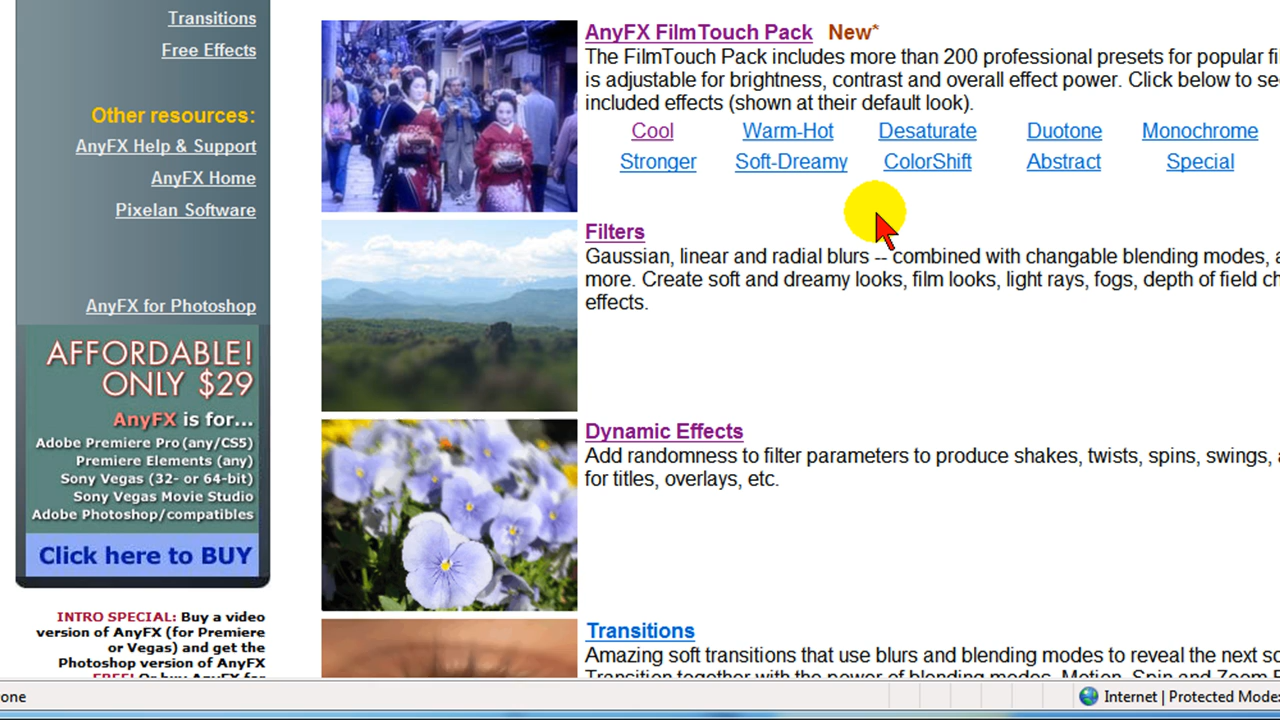 Transitions
Free Effects
Other resources:
AnyFX Help & Support
AnyFX Home
Pixelan Software
AnyFX for Photoshop
AFFORDABLE!
ONLY $29
AnyFX is for...
Adobe Premiere Pro (any/CS5)
Premiere Elements (any)
Sony Vegas (32- or 64-bit)
Sony Vegas Movie Studio
Adobe Photoshop/compatibles
Click here to BUY
INTRO SPECIAL: Buy a video
version of AnyFX (for Premiere
or Vegas) and get the
Photoshop version of AnyFX
AnyFX FilmTouch Pack New*
The FilmTouch Pack includes more than 200 professional presets for popular
is adjustable for brightness, contrast and overall effect power. Click below to
included effects (shown at their default look).
Cool Warm-Hot Desaturate Duotone Monochrome
Stronger Soft-Dreamy ColorShift Abstract Special
Filters
Gaussian, linear and radial blurs -- combined with changable blending modes,
more. Create soft and dreamy looks, film looks, light rays, fogs, depth of field
effects.
Dynamic Effects
Add randomness to filter parameters to produce shakes, twists, spins, swings,
for titles, overlays, etc.
Transitions
Amazing soft transitions that use blurs and blending modes to reveal the next
Transition together with the power of blending modes. Motion, Spin and Zoom
one
Internet | Protected Mode: